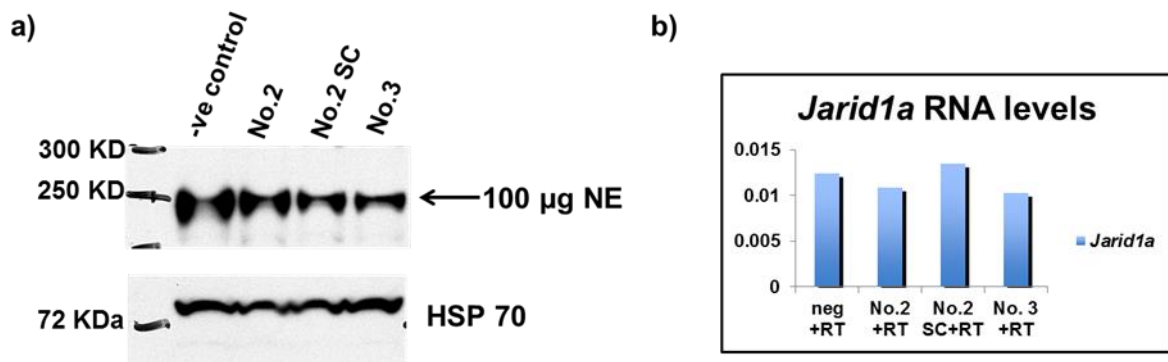 a)
-ve control
No.2
No.2 SC
No.3
300 KD
250 KD
100 µg NE
72 KDa
HSP 70
b)
Jarid1a RNA levels
0.015
0.01
0.005
0
neg
+RT
No.2
+RT
No.2
SC+RT
No. 3
+RT
Jarid1a